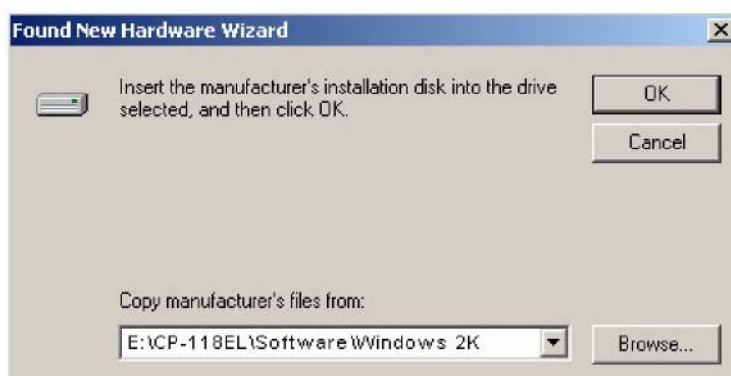 Found New Hardware Wizard
Insert the manufacturer's installation disk into the drive
selected, and then click OK.
OK
Cancel
Copy manufacturer's files from:
E:\CP-118EL\Software\Windows 2K
Browse...